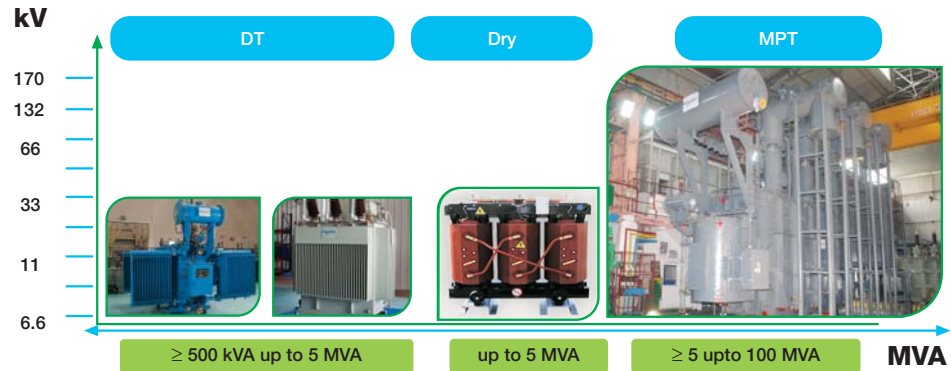 kV
DT
Dry
MPT
170
132
66
33
11
6.6
≥ 500 kVA up to 5 MVA
up to 5 MVA
≥ 5 upto 100 MVA
MVA